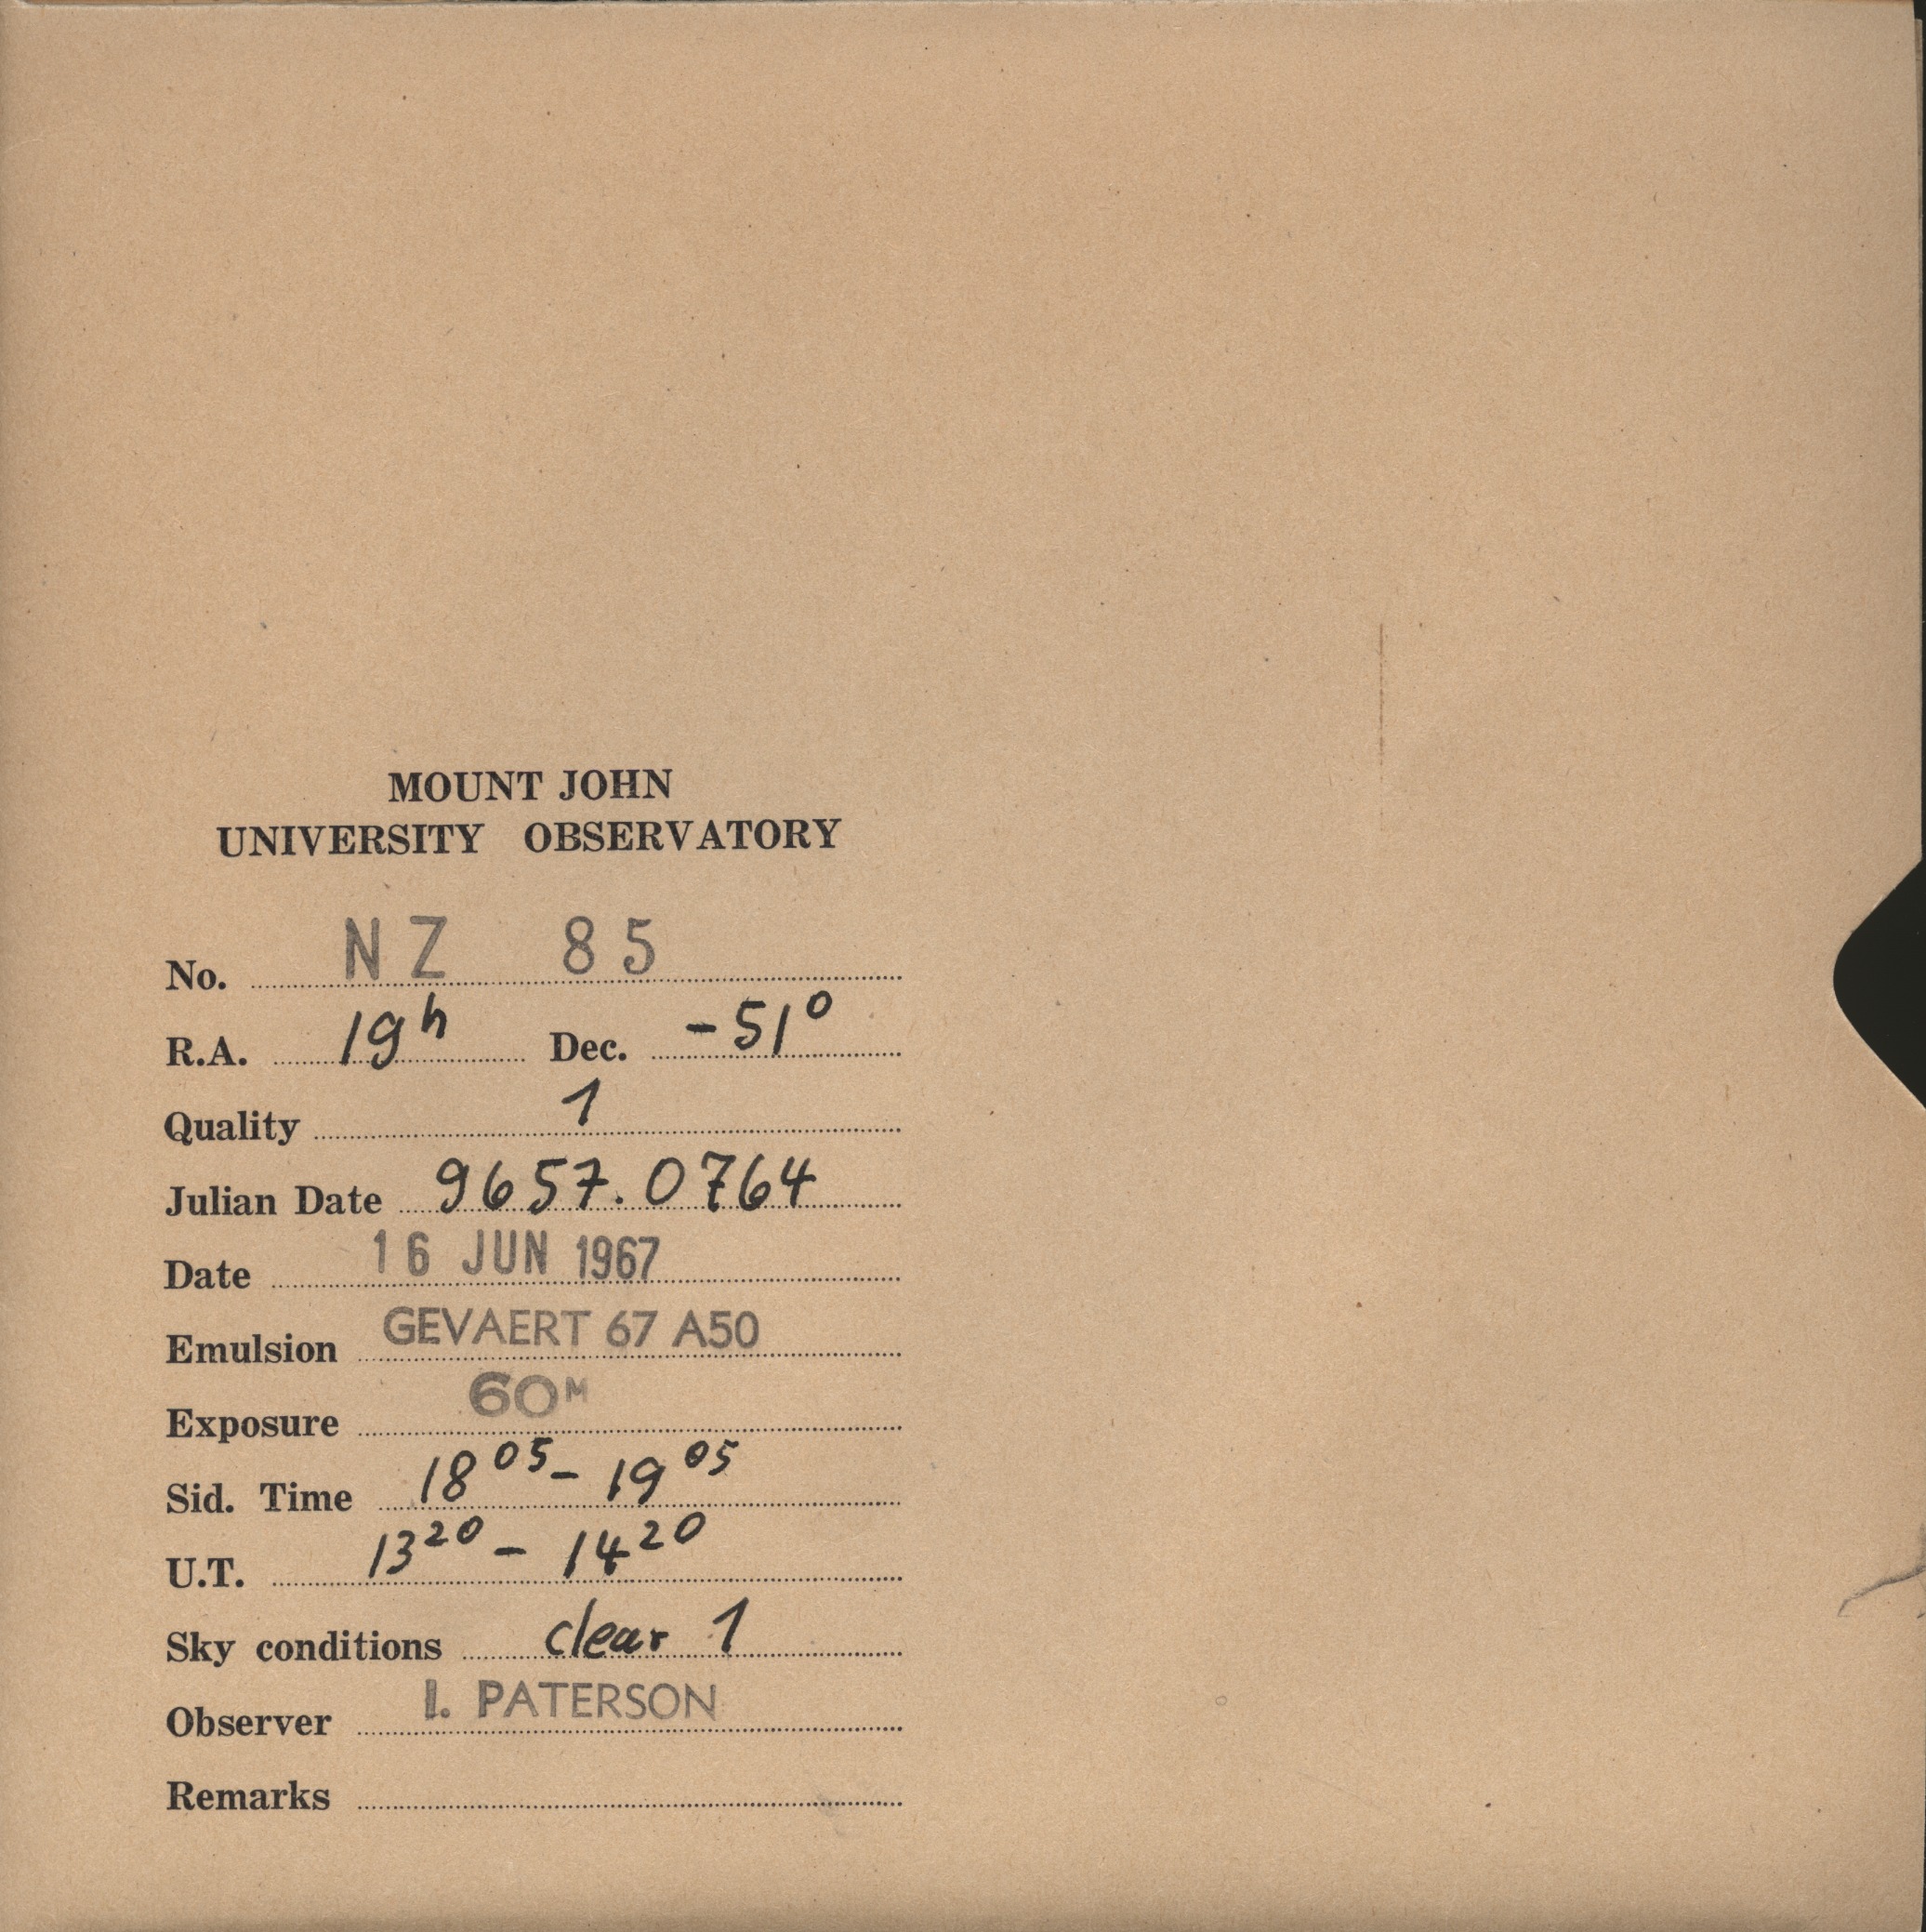 MOUNT JOHN
UNIVERSITY OBSERVATORY
No. NZ 85
R.A. 19h Dec. -51°
Quality 1
Julian Date 9657.0764
Date 16 JUN 1967
Emulsion GEVAERT 67 A50
Exposure 60M
Sid. Time 18 05 - 19 05
U.T. 13 20 - 14 20
Sky conditions clear 1
Observer I. PATERSON
Remarks